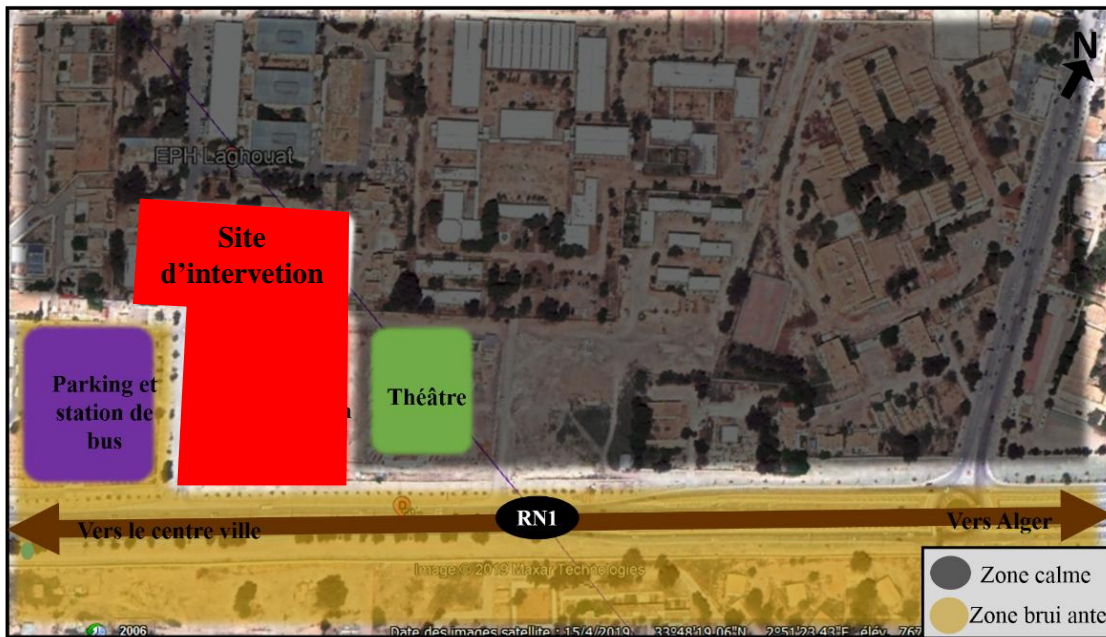 N
EPH Laghouat
Site
d’intervetion
Parking et
station de
bus
Théâtre
RN1
Vers le centre ville
Vers Alger
Image © 2019 Maxar Technologies
Zone calme
Zone brui ante
2006
Date des images satellite : 15/4/2019 33°48'19.06"N 2°51'23.43"E élév. 767